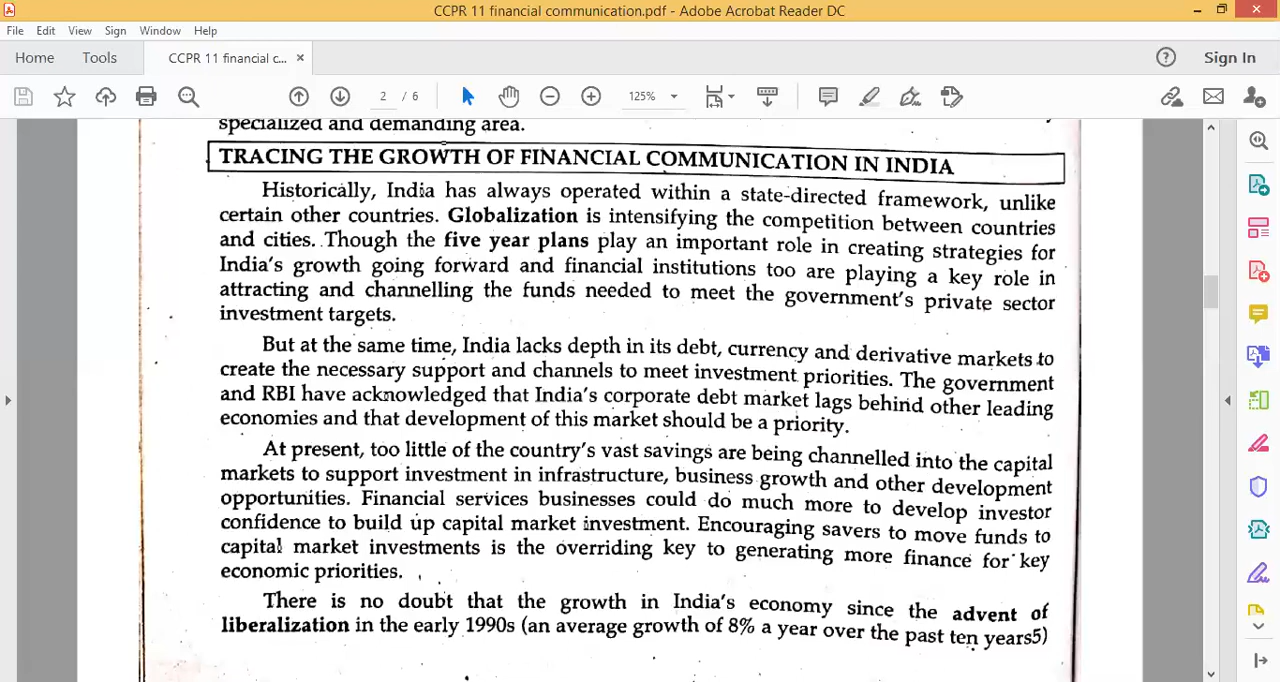 CCPR 11 financial communication.pdf - Adobe Acrobat Reader DC
File Edit View Sign Window Help
Home Tools CCPR 11 financial c... × Sign In
2 / 6 125%
specialized and demanding area.
TRACING THE GROWTH OF FINANCIAL COMMUNICATION IN INDIA
Historically, India has always operated within a state-directed framework, unlike
certain other countries. Globalization is intensifying the competition between countries
and cities. Though the five year plans play an important role in creating strategies for
India's growth going forward and financial institutions too are playing a key role in
attracting and channelling the funds needed to meet the government's private sector
investment targets.
But at the same time, India lacks depth in its debt, currency and derivative markets to
create the necessary support and channels to meet investment priorities. The government
and RBI have acknowledged that India's corporate debt market lags behind other leading
economies and that development of this market should be a priority.
At present, too little of the country's vast savings are being channelled into the capital
markets to support investment in infrastructure, business growth and other development
opportunities. Financial services businesses could do much more to develop investor
confidence to build up capital market investment. Encouraging savers to move funds to
capital market investments is the overriding key to generating more finance for key
economic priorities.
There is no doubt that the growth in India's economy since the advent of
liberalization in the early 1990s (an average growth of 8% a year over the past ten years5)